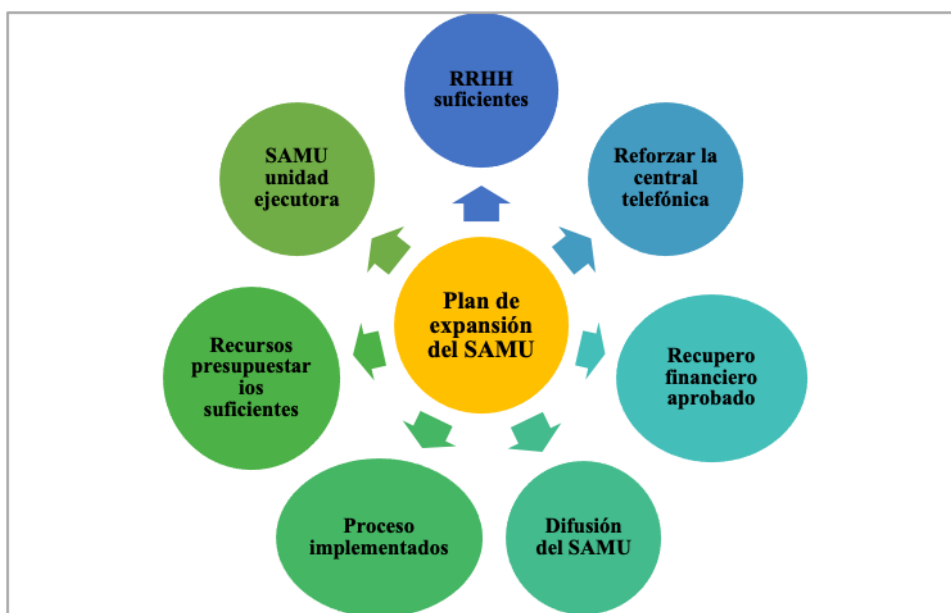 RRHH
suficientes
SAMU
unidad
ejecutora
Reforzar la
central
telefónica
Plan de
expansión
del SAMU
Recursos
presupuestar
ios
suficientes
Recupero
financiero
aprobado
Proceso
implementados
Difusión
del SAMU